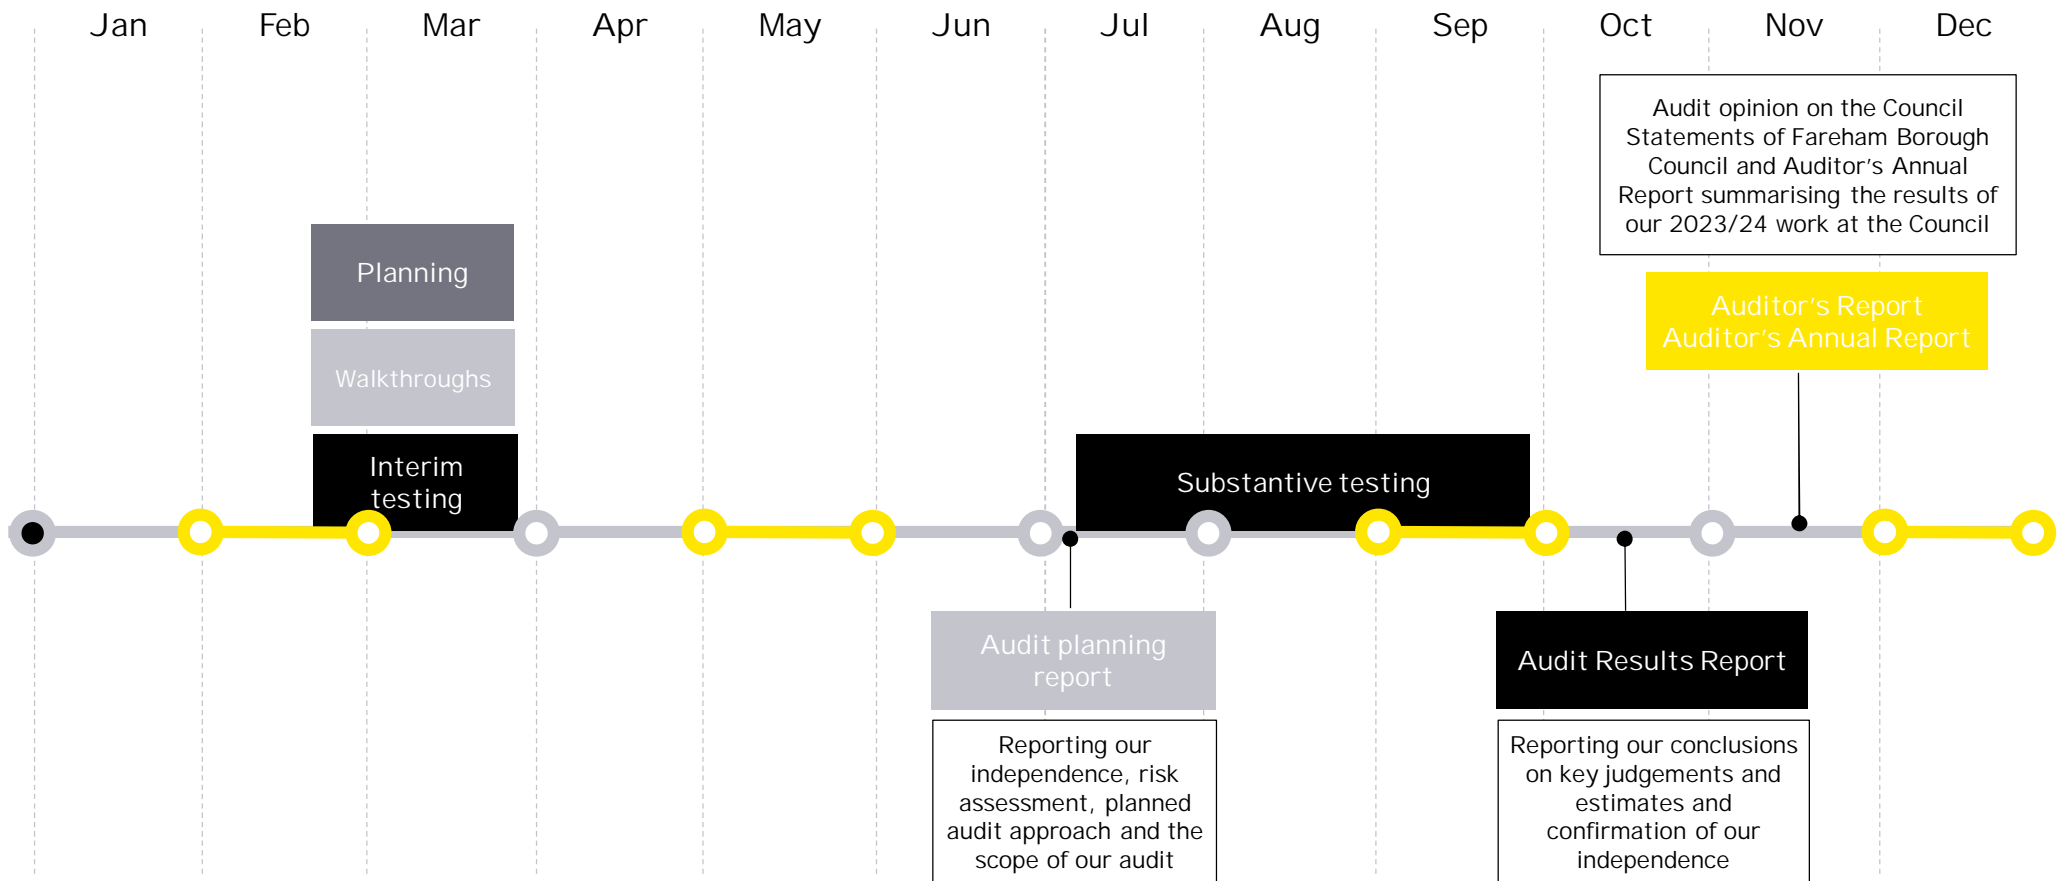 Jan Feb Mar Apr May Jun Jul Aug Sep Oct Nov Dec
Audit opinion on the Council
Statements of Fareham Borough
Council and Auditor's Annual
Report summarising the results of
our 2023/24 work at the Council
Planning
Auditor's Report
Auditor's Annual Report
Walkthroughs
Interim
testing
Substantive testing
Audit planning
report
Audit Results Report
Reporting our
independence, risk
assessment, planned
audit approach and the
scope of our audit
Reporting our conclusions
on key judgements and
estimates and
confirmation of our
independence